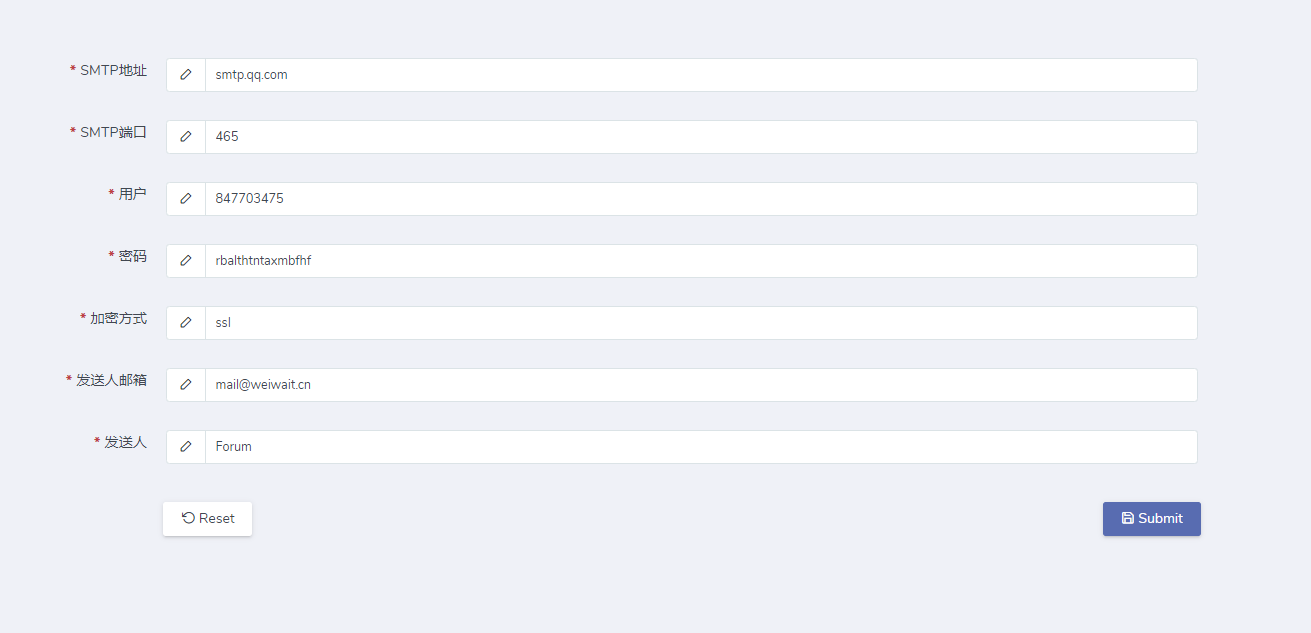 * SMTP地址 smtp.qq.com
* SMTP端口 465
* 用户 847703475
* 密码 rbalthtntaxmbfhf
* 加密方式 ssl
* 发送人邮箱 mail@weiwait.cn
* 发送人 Forum
Reset Submit